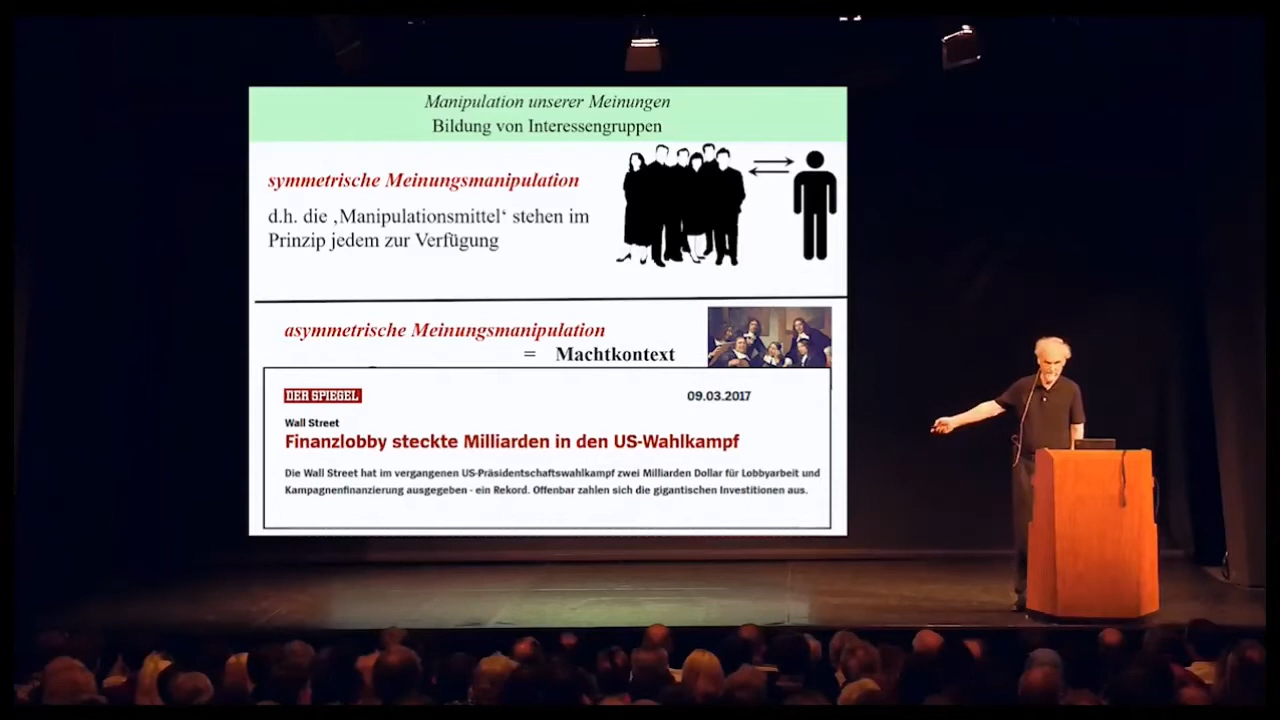 Manipulation unserer Meinungen
Bildung von Interessengruppen
symmetrische Meinungsmanipulation
d.h. die ‚Manipulationsmittel‘ stehen im
Prinzip jedem zur Verfügung
asymmetrische Meinungsmanipulation
= Machtkontext
DER SPIEGEL
09.03.2017
Wall Street
Finanzlobby steckte Milliarden in den US-Wahlkampf
Die Wall Street hat im vergangenen US-Präsidentschaftswahlkampf zwei Milliarden Dollar für Lobbyarbeit und
Kampagnenfinanzierung ausgegeben - ein Rekord. Offenbar zahlen sich die gigantischen Investitionen aus.